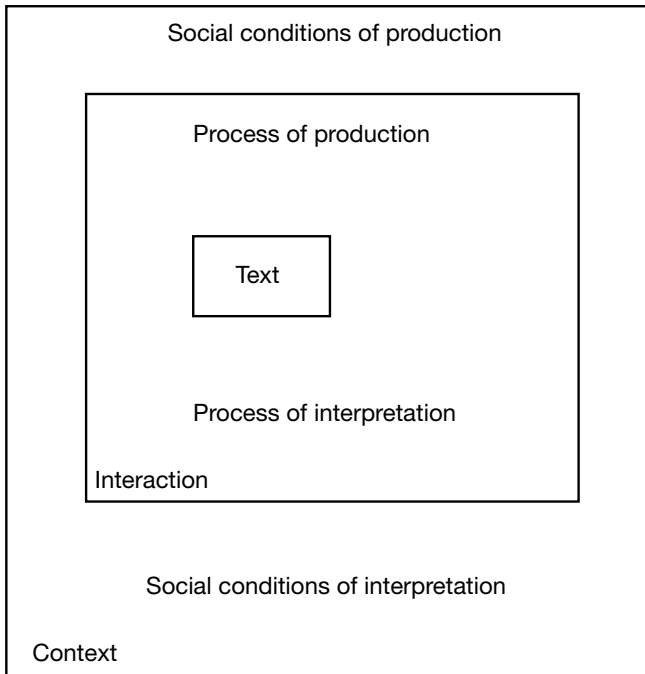 Social conditions of production
Process of production
Text
Process of interpretation
Interaction
Social conditions of interpretation
Context